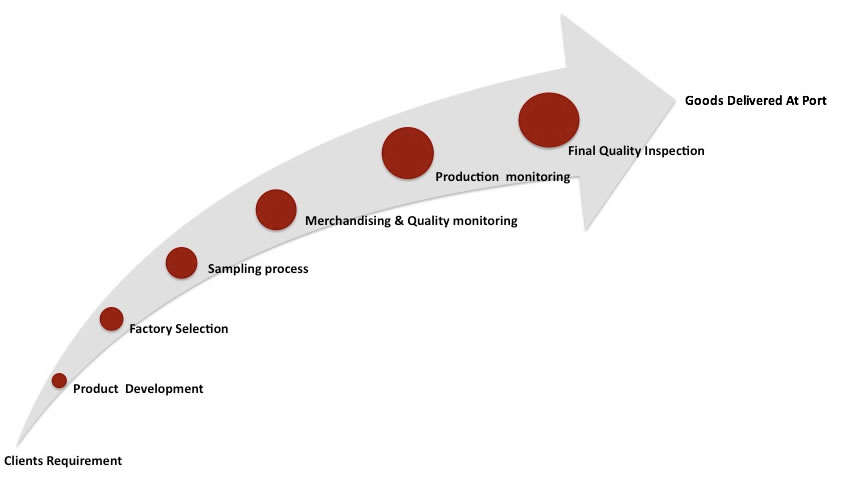 Goods Delivered At Port
Final Quality Inspection
Production monitoring
Merchandising & Quality monitoring
Sampling process
Factory Selection
Product Development
Clients Requirement